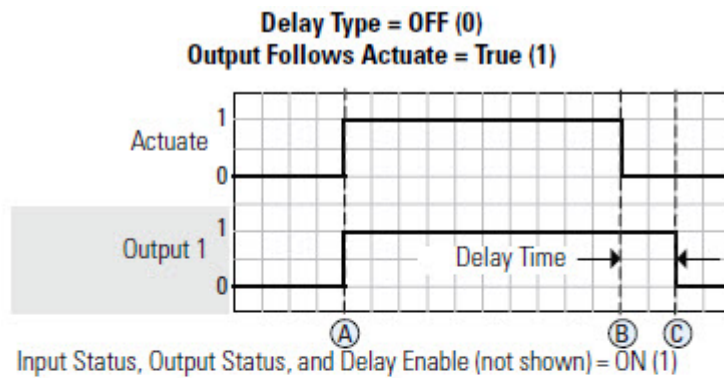 Delay Type = OFF (0)
Output Follows Actuate = True (1)
1
Actuate
0
1
Output 1
Delay Time
0
A B C
Input Status, Output Status, and Delay Enable (not shown) = ON (1)